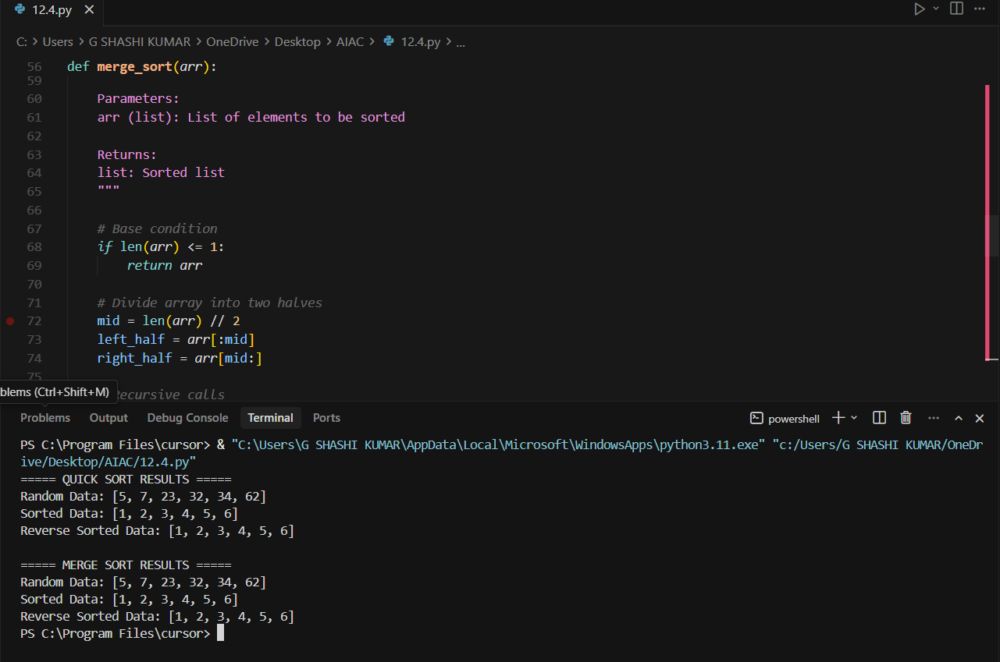 12.4.py
C: > Users > G SHASHI KUMAR > OneDrive > Desktop > AIAC > 12.4.py > ...
56 def merge_sort(arr):
59
60 Parameters:
61 arr (list): List of elements to be sorted
62
63 Returns:
64 list: Sorted list
65 """
66
67 # Base condition
68 if len(arr) <= 1:
69 return arr
70
71 # Divide array into two halves
72 mid = len(arr) // 2
73 left_half = arr[:mid]
74 right_half = arr[mid:]
75
blems (Ctrl+Shift+M) Recursive calls
Problems Output Debug Console Terminal Ports powershell
PS C:\Program Files\cursor> & "C:\Users\G SHASHI KUMAR\AppData\Local\Microsoft\WindowsApps\python3.11.exe" "c:/Users/G SHASHI KUMAR/OneDr
ive/Desktop/AIAC/12.4.py"
===== QUICK SORT RESULTS =====
Random Data: [5, 7, 23, 32, 34, 62]
Sorted Data: [1, 2, 3, 4, 5, 6]
Reverse Sorted Data: [1, 2, 3, 4, 5, 6]

===== MERGE SORT RESULTS =====
Random Data: [5, 7, 23, 32, 34, 62]
Sorted Data: [1, 2, 3, 4, 5, 6]
Reverse Sorted Data: [1, 2, 3, 4, 5, 6]
PS C:\Program Files\cursor>